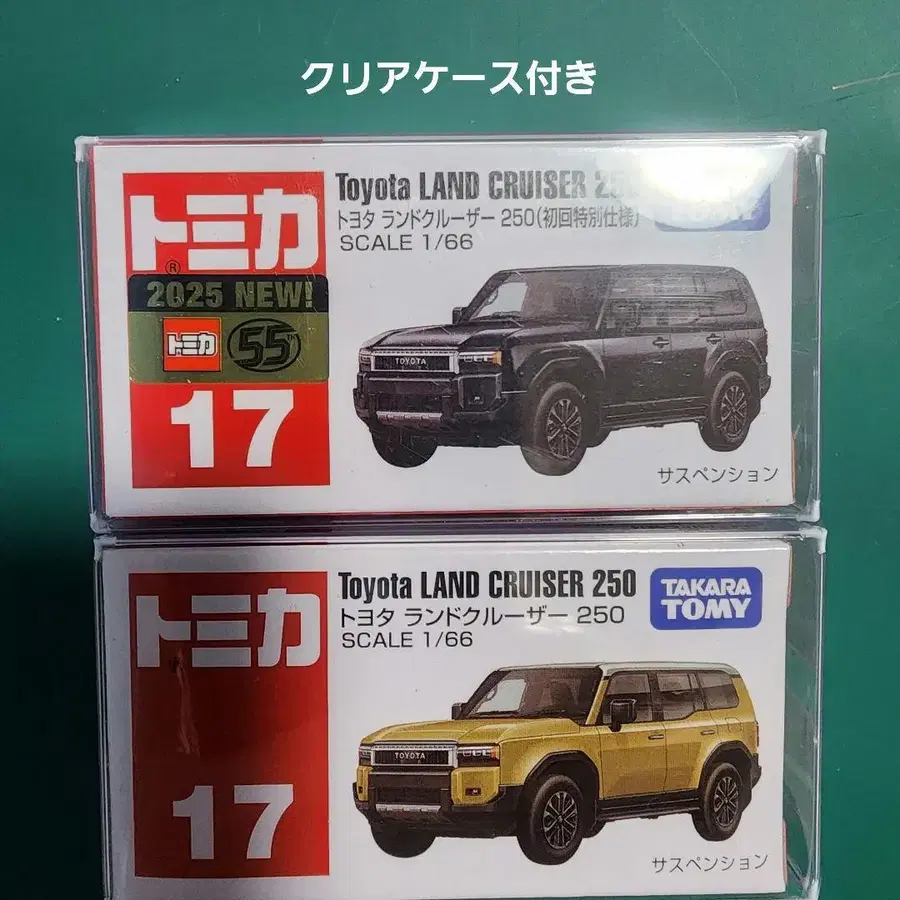 クリアケース付き
トミカ
®
2025 NEW!
トミカ 55TH
17
Toyota LAND CRUISER 25
トヨタ ランドクルーザー 250(初回特別仕様)
SCALE 1/66
TOMY
TOYOTA
サスペンション
トミカ
17
Toyota LAND CRUISER 250
トヨタ ランドクルーザー 250
SCALE 1/66
TAKARA
TOMY
TOYOTA
サスペンション